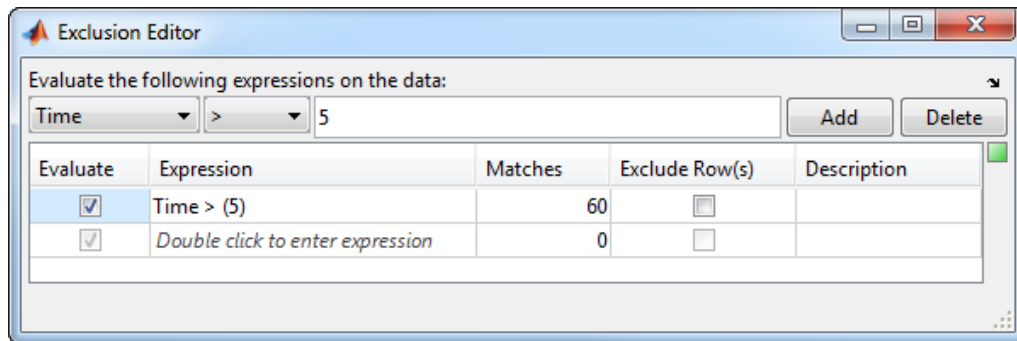 Exclusion Editor
Evaluate the following expressions on the data:
Time > 5 Add Delete
Evaluate Expression Matches Exclude Row(s) Description
Time > (5) 60
Double click to enter expression 0